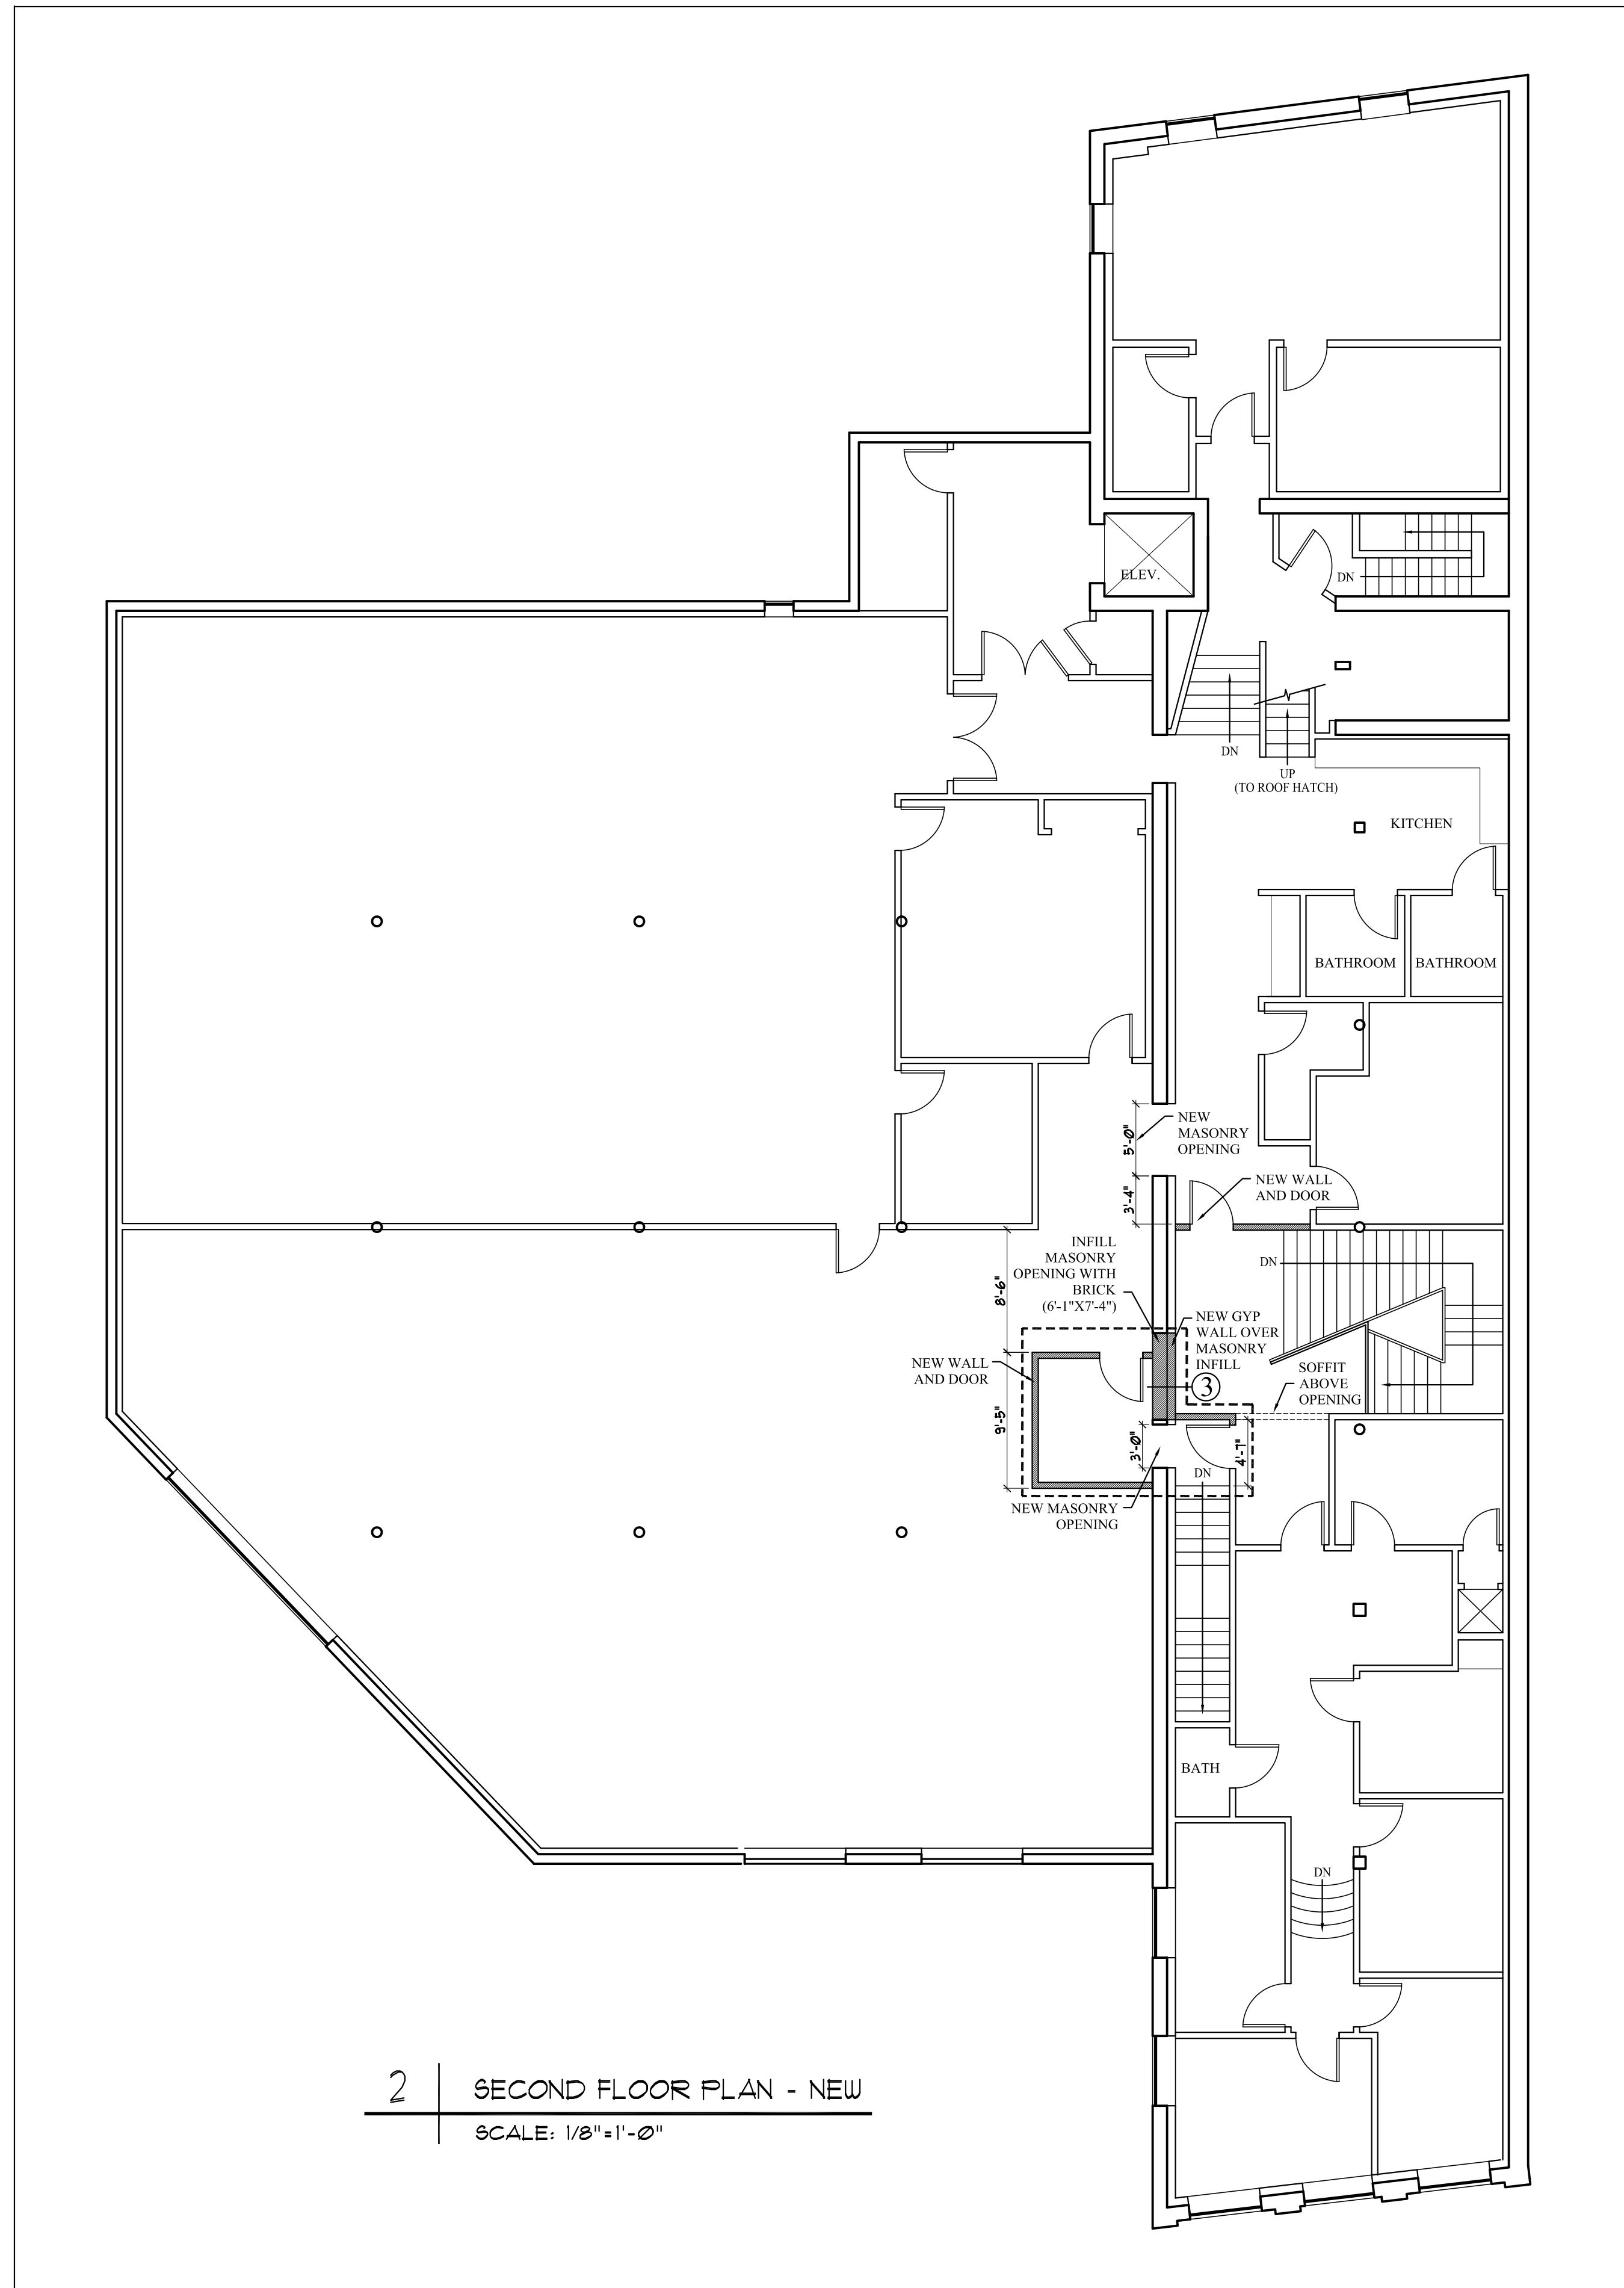 ELEV.
DN
DN
UP
(TO ROOF HATCH)
KITCHEN
BATHROOM
BATHROOM
5'-0"
NEW
MASONRY
OPENING
3'-4"
NEW WALL
AND DOOR
INFILL
MASONRY
OPENING WITH
BRICK
(6'-1"X7'-4")
DN
8'-6"
NEW GYP
WALL OVER
MASONRY
INFILL
NEW WALL
AND DOOR
SOFFIT
ABOVE
OPENING
3
9'-5"
3'-0"
4'-7"
DN
NEW MASONRY
OPENING
BATH
DN
2
SECOND FLOOR PLAN - NEW
SCALE: 1/8"=1'-0"